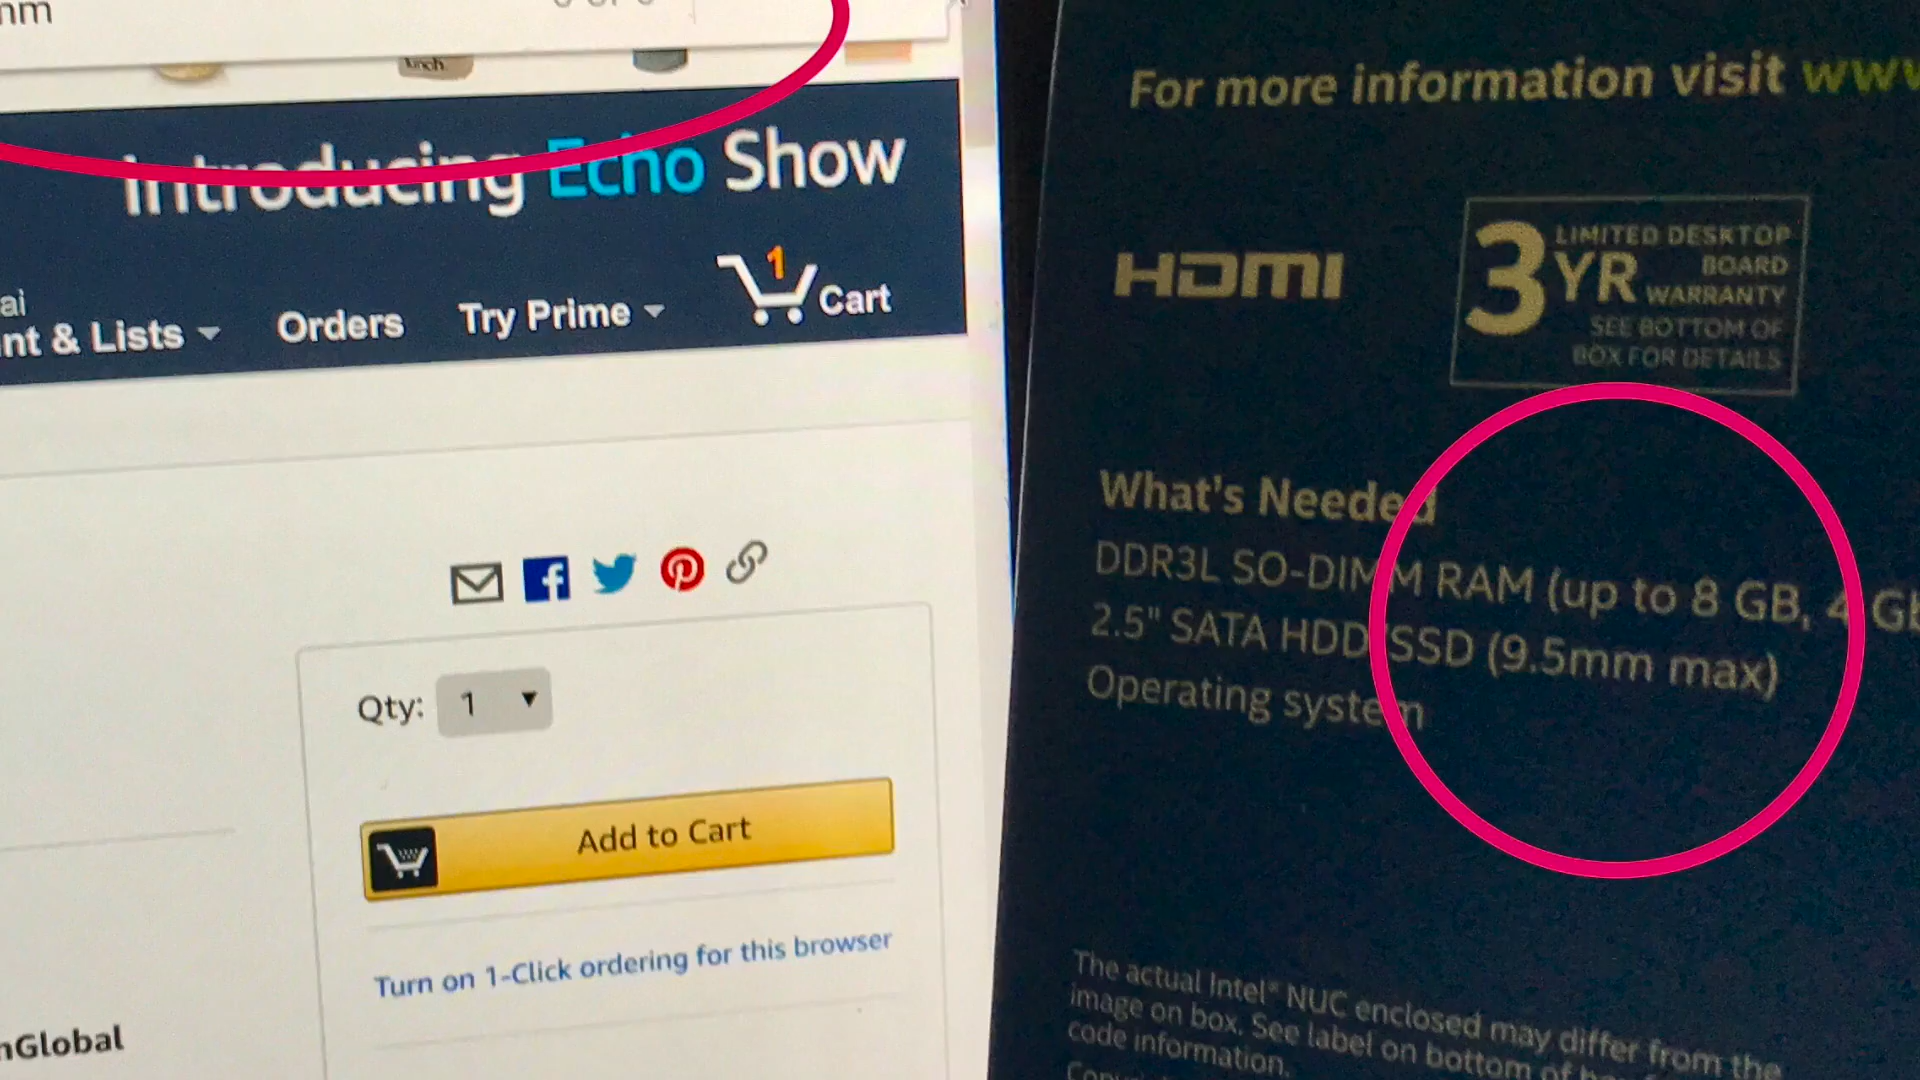 nm
lunch
Introducing Echo Show
ai
nt & Lists
Orders
Try Prime
1
Cart
Qty: 1
Add to Cart
Turn on 1-Click ordering for this browser
nGlobal
For more information visit www
HDMI
3 YR
LIMITED DESKTOP
BOARD
WARRANTY
SEE BOTTOM OF
BOX FOR DETAILS
What's Needed
DDR3L SO-DIMM RAM (up to 8 GB, 4 Gb
2.5" SATA HDD/SSD (9.5mm max)
Operating system
The actual Intel® NUC enclosed may differ from the
image on box. See label on bottom of
code information.